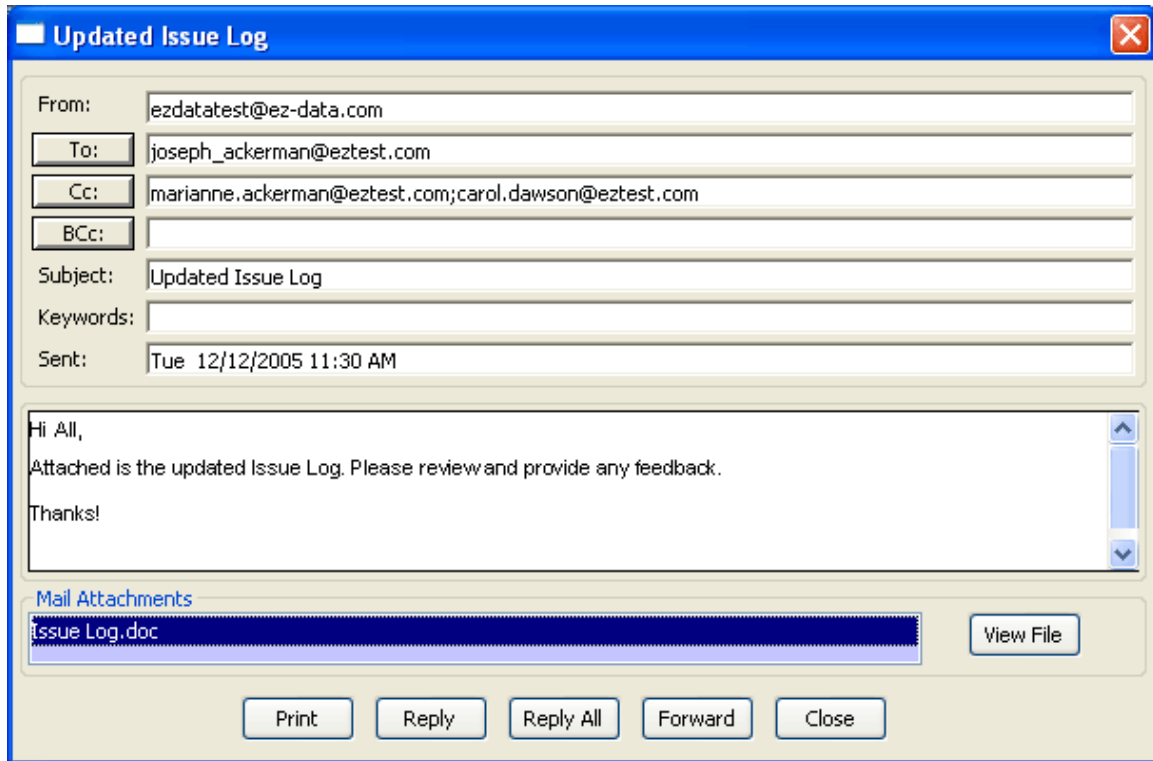 Updated Issue Log
From: ezdatatest@ez-data.com
To: joseph_ackerman@eztest.com
Cc: marianne.ackerman@eztest.com;carol.dawson@eztest.com
BCc:
Subject: Updated Issue Log
Keywords:
Sent: Tue 12/12/2005 11:30 AM
Hi All,
Attached is the updated Issue Log. Please review and provide any feedback.
Thanks!
Mail Attachments
Issue Log.doc
View File
Print Reply Reply All Forward Close